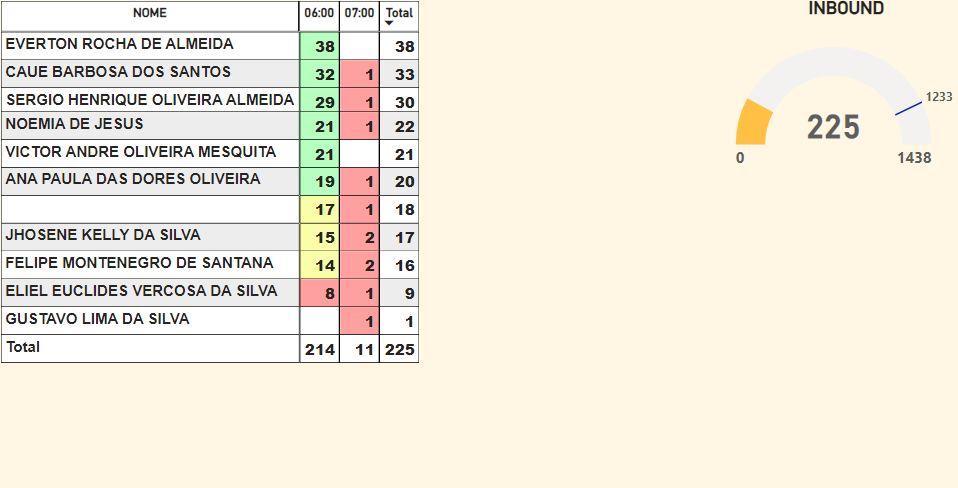 NOME 06:00 07:00 Total
EVERTON ROCHA DE ALMEIDA 38 38
CAUE BARBOSA DOS SANTOS 32 1 33
SERGIO HENRIQUE OLIVEIRA ALMEIDA 29 1 30
NOEMIA DE JESUS 21 1 22
VICTOR ANDRE OLIVEIRA MESQUITA 21 21
ANA PAULA DAS DORES OLIVEIRA 19 1 20
17 1 18
JHOSENE KELLY DA SILVA 15 2 17
FELIPE MONTENEGRO DE SANTANA 14 2 16
ELIEL EUCLIDES VERCOSA DA SILVA 8 1 9
GUSTAVO LIMA DA SILVA 1 1
Total 214 11 225
INBOUND
1233
225
0 1438